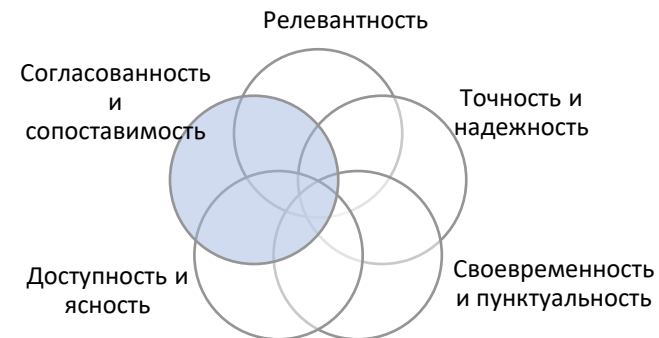 Релевантность
Согласованность
и
сопоставимость
Точность и
надежность
Доступность и
ясность
Своевременность
и пунктуальность